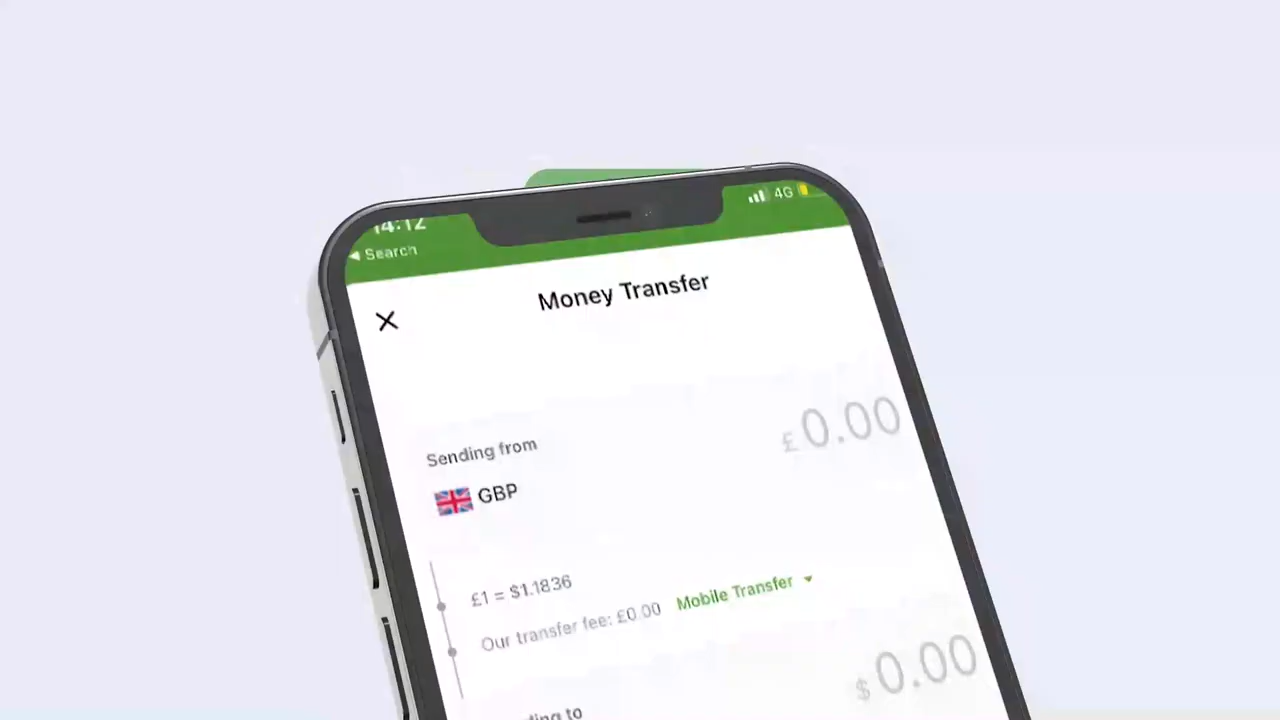 14:12
4G
◀ Search
Money Transfer
Sending from
£0.00
GBP
£1 = $1.1836
Our transfer fee: £0.00 Mobile Transfer
$0.00
to